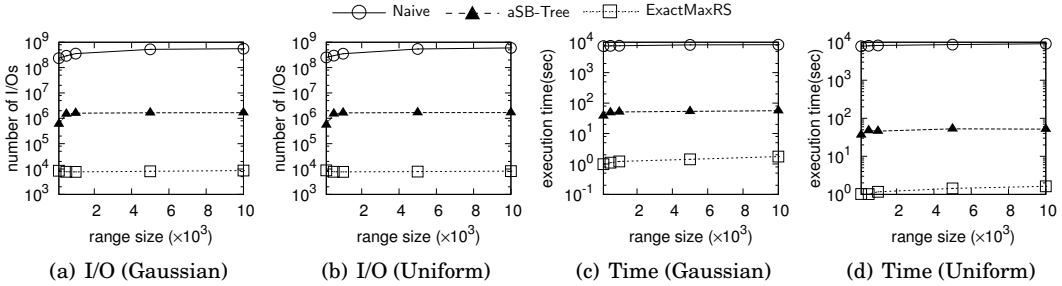 Naive aSB-Tree ExactMaxRS
number of I/Os
10^9
10^8
10^7
10^6
10^5
10^4
10^3
2 4 6 8 10
range size (×10^3)
(a) I/O (Gaussian)
number of I/Os
10^9
10^8
10^7
10^6
10^5
10^4
10^3
2 4 6 8 10
range size (×10^3)
(b) I/O (Uniform)
execution time(sec)
10^4
10^3
10^2
10^1
10^0
10^-1
2 4 6 8 10
range size (×10^3)
(c) Time (Gaussian)
execution time(sec)
10^4
10^3
10^2
10^1
10^0
2 4 6 8 10
range size (×10^3)
(d) Time (Uniform)